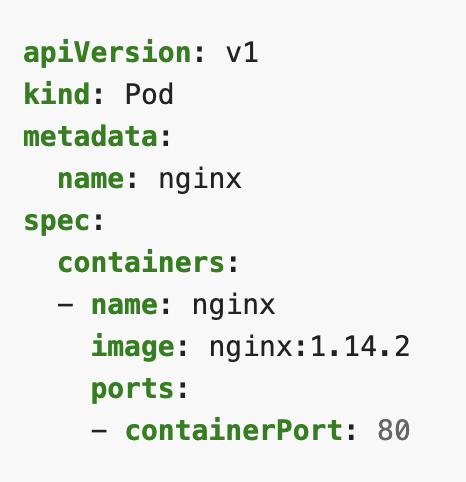 apiVersion: v1
kind: Pod
metadata:
  name: nginx
spec:
  containers:
  - name: nginx
    image: nginx:1.14.2
    ports:
    - containerPort: 80